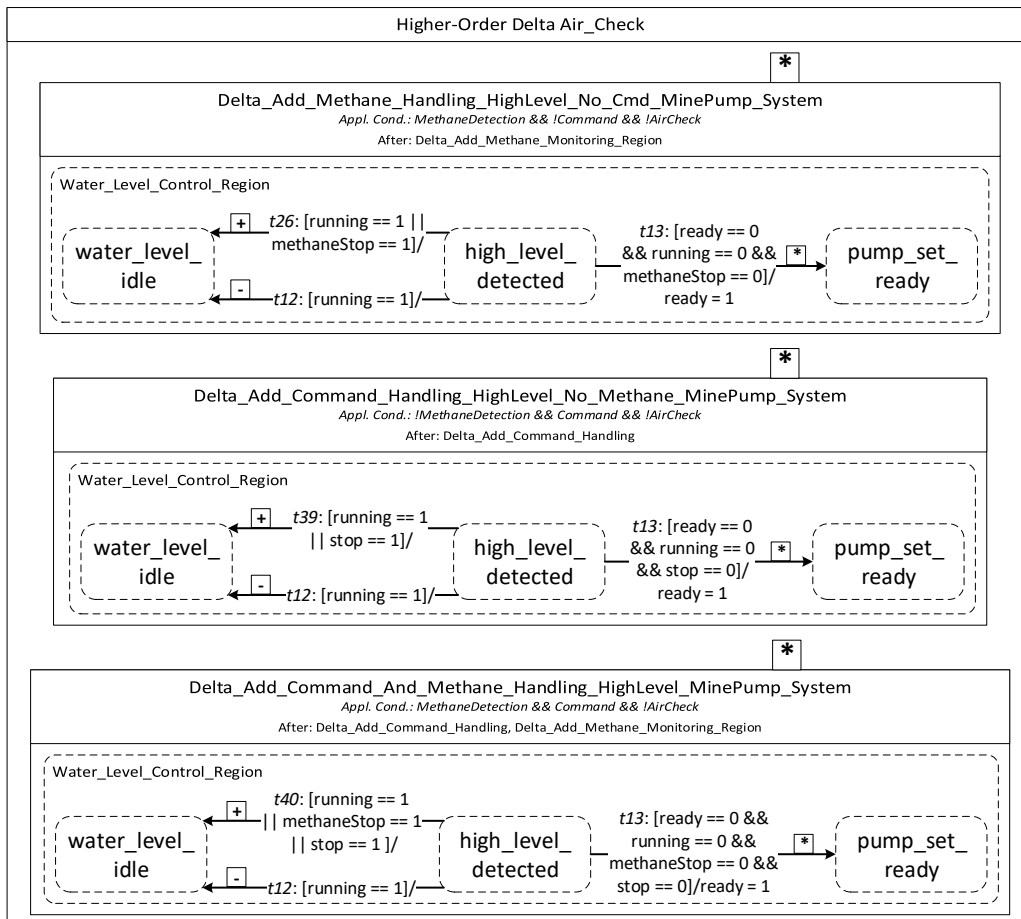 Higher-Order Delta Air_Check
*
Delta_Add_Methane_Handling_HighLevel_No_Cmd_MinePump_System
Appl. Cond.: MethaneDetection && !Command && !AirCheck
After: Delta_Add_Methane_Monitoring_Region
Water_Level_Control_Region
water_level_
idle
+
t26: [running == 1 ||
methaneStop == 1]/
-
t12: [running == 1]/
high_level_
detected
t13: [ready == 0
&& running == 0 &&
methaneStop == 0]/
ready = 1
*
pump_set_
ready
*
Delta_Add_Command_Handling_HighLevel_No_Methane_MinePump_System
Appl. Cond.: !MethaneDetection && Command && !AirCheck
After: Delta_Add_Command_Handling
Water_Level_Control_Region
water_level_
idle
+
t39: [running == 1
|| stop == 1]/
-
t12: [running == 1]/
high_level_
detected
t13: [ready == 0
&& running == 0
&& stop == 0]/
ready = 1
*
pump_set_
ready
*
Delta_Add_Command_And_Methane_Handling_HighLevel_MinePump_System
Appl. Cond.: MethaneDetection && Command && !AirCheck
After: Delta_Add_Command_Handling, Delta_Add_Methane_Monitoring_Region
Water_Level_Control_Region
water_level_
idle
+
t40: [running == 1
|| methaneStop == 1
|| stop == 1 ]/
-
t12: [running == 1]/
high_level_
detected
t13: [ready == 0 &&
running == 0 &&
methaneStop == 0 &&
stop == 0]/ready = 1
*
pump_set_
ready